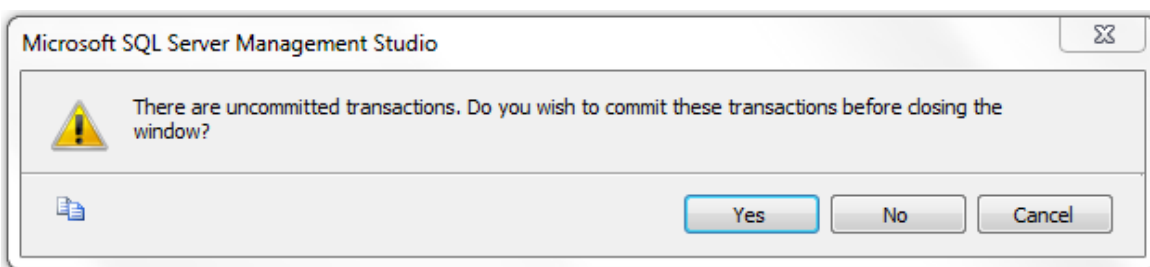 Microsoft SQL Server Management Studio
There are uncommitted transactions. Do you wish to commit these transactions before closing the
window?
Yes No Cancel